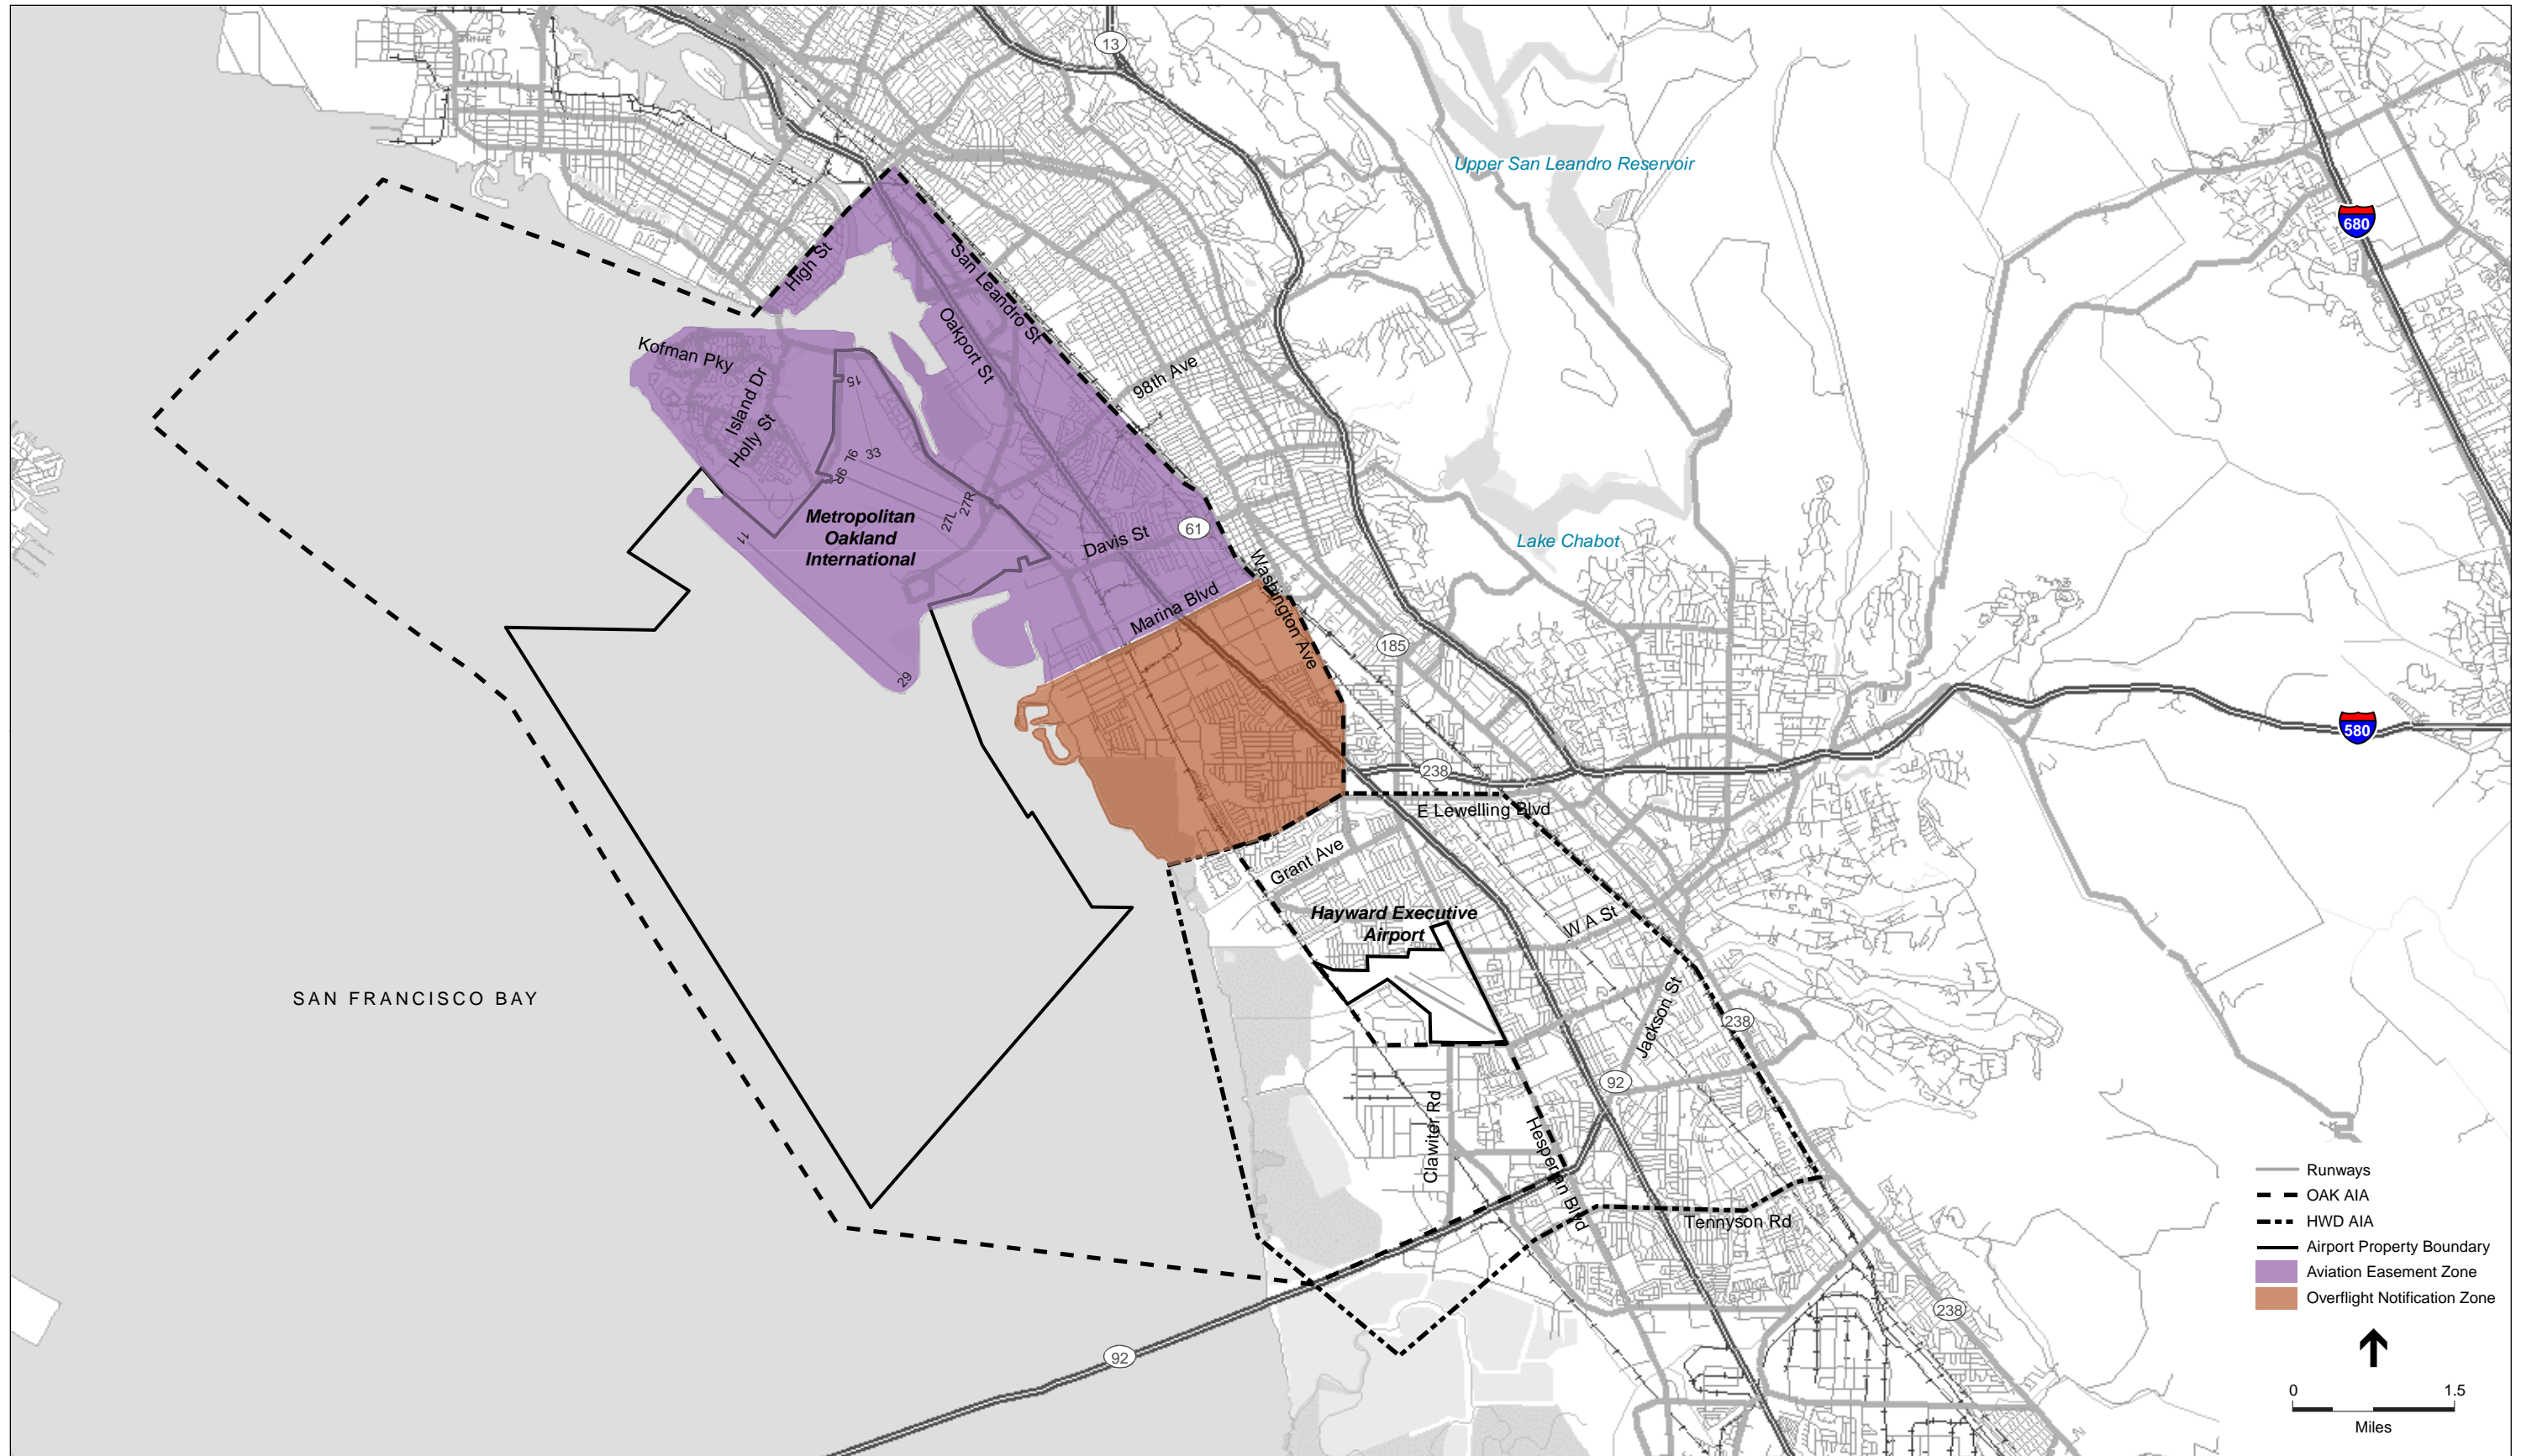 13
Upper San Leandro Reservoir
680
High St
San Leandro St
Oakport St
Kofman Pky
Island Dr
Holly St
98th Ave
15
33
9L
9R
27L
27R
11
29
Metropolitan
Oakland
International
61
Davis St
Lake Chabot
Washington Ave
Marina Blvd
185
580
238
E Lewelling Blvd
Grant Ave
Hayward Executive
Airport
W A St
SAN FRANCISCO BAY
Jackson St
238
92
Clawiter Rd
Hesperian Blvd
Tennyson Rd
238
92
Runways
OAK AIA
HWD AIA
Airport Property Boundary
Aviation Easement Zone
Overflight Notification Zone
0 1.5
Miles